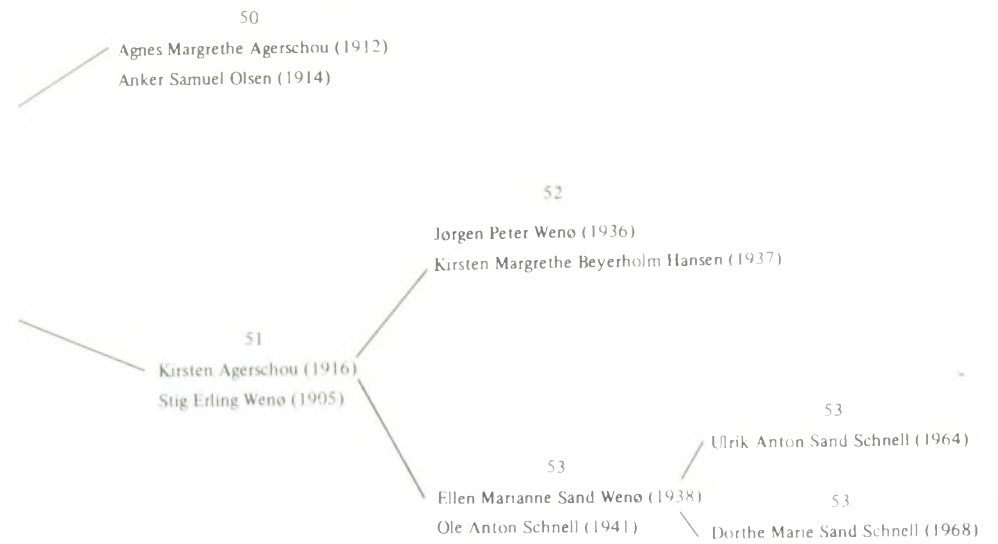 50
Agnes Margrethe Agerschou (1912)
Anker Samuel Olsen (1914)
52
Jørgen Peter Wenø (1936)
Kirsten Margrethe Beyerholm Hansen (1937)
51
Kirsten Agerschou (1916)
Stig Erling Wenø (1905)
53
Ulrik Anton Sand Schnell (1964)
53
Ellen Marianne Sand Wenø (1938)
Ole Anton Schnell (1941)
53
Dorthe Marie Sand Schnell (1968)